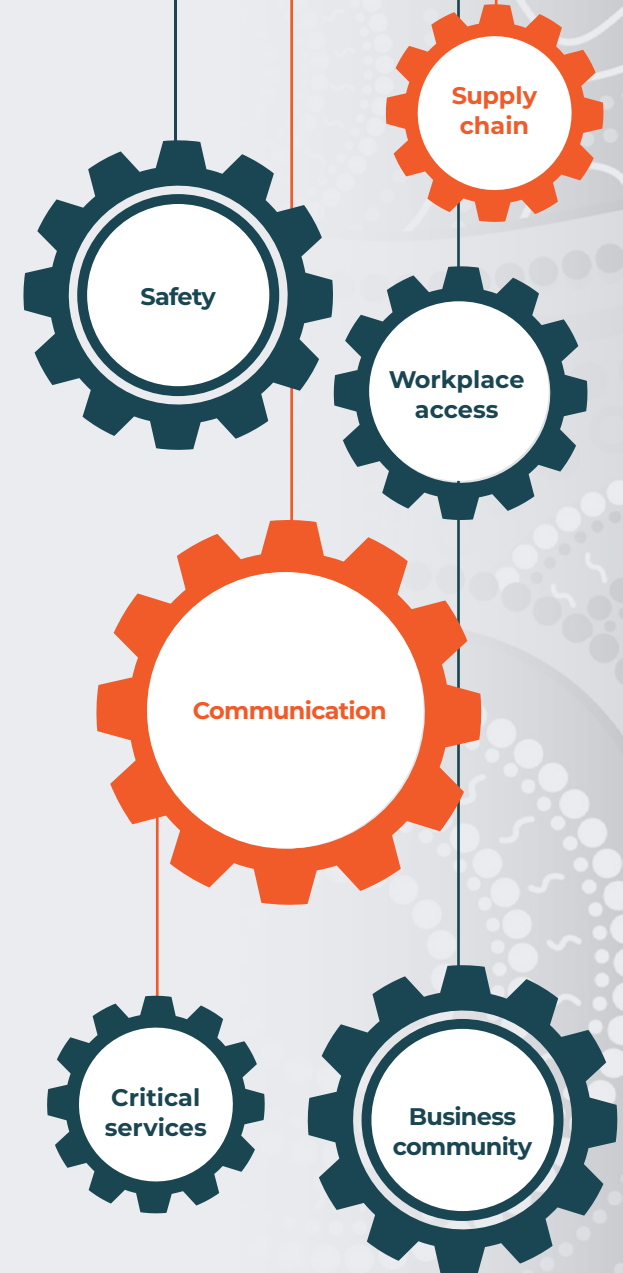 Supply
chain
Safety
Workplace
access
Communication
Critical
services
Business
community